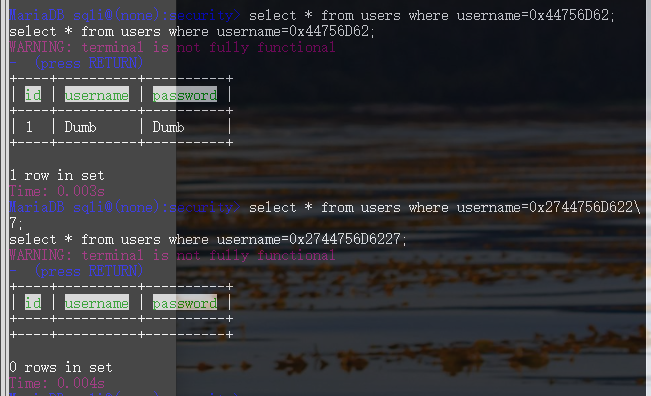 MariaDB sqli@(none):security> select * from users where username=0x44756D62;
select * from users where username=0x44756D62;
WARNING: terminal is not fully functional
-  (press RETURN)
+----+----------+----------+
| id | username | password |
+----+----------+----------+
| 1  | Dumb     | Dumb     |
+----+----------+----------+
1 row in set
Time: 0.003s
MariaDB sqli@(none):security> select * from users where username=0x2744756D622\
7;
select * from users where username=0x2744756D6227;
WARNING: terminal is not fully functional
-  (press RETURN)
+----+----------+----------+
| id | username | password |
+----+----------+----------+
+----+----------+----------+
0 rows in set
Time: 0.004s